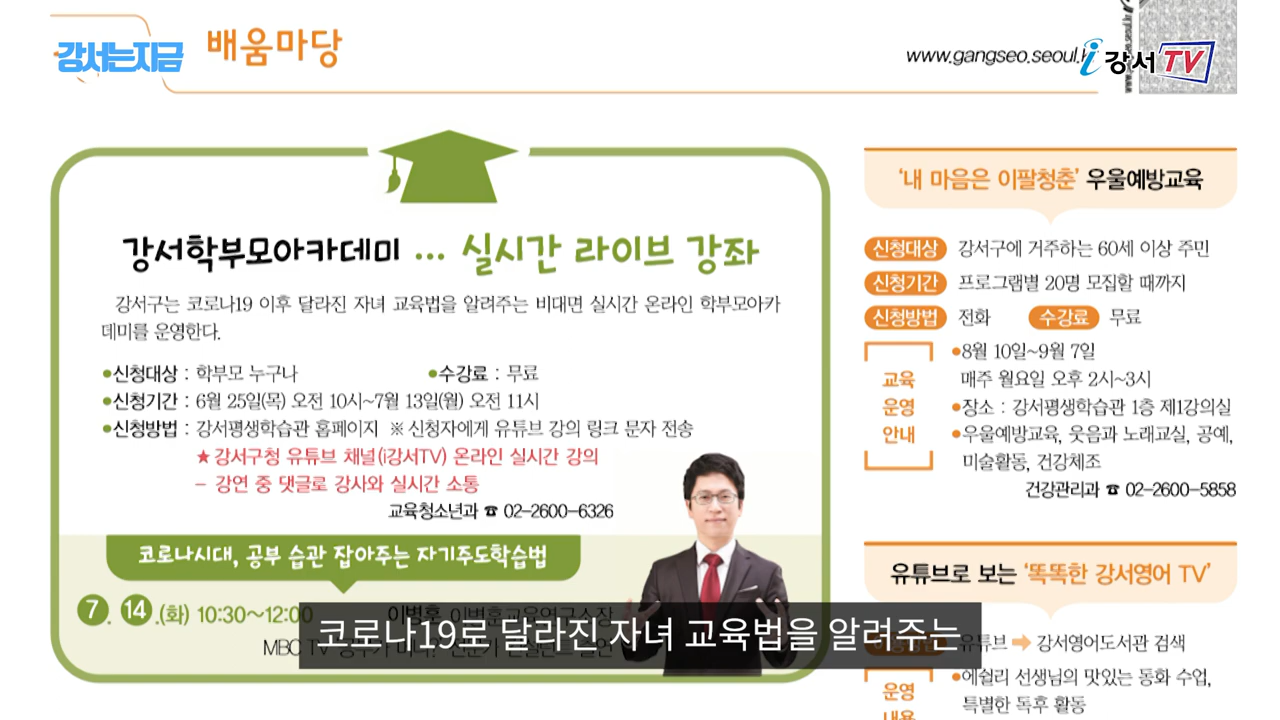 강서는지금
배움마당
www.gangseo.seoul.k
i강서TV
강서학부모아카데미 ... 실시간 라이브 강좌
강서구는 코로나19 이후 달라진 자녀 교육법을 알려주는 비대면 실시간 온라인 학부모아카
데미를 운영한다.
●신청대상 : 학부모 누구나 ●수강료 : 무료
●신청기간 : 6월 25일(목) 오전 10시~7월 13일(월) 오전 11시
●신청방법 : 강서평생학습관 홈페이지 ※ 신청자에게 유튜브 강의 링크 문자 전송
★강서구청 유튜브 채널(i강서TV) 온라인 실시간 강의
- 강연 중 댓글로 강사와 실시간 소통
교육청소년과 ☎ 02-2600-6326
코로나시대, 공부 습관 잡아주는 자기주도학습법
7. 14.(화) 10:30~12:00 이병훈 이병훈교육연구소장
MBC TV
코로나19로 달라진 자녀 교육법을 알려주는
‘내 마음은 이팔청춘’ 우울예방교육
신청대상 강서구에 거주하는 60세 이상 주민
신청기간 프로그램별 20명 모집할 때까지
신청방법 전화 수강료 무료
교육
운영
안내
●8월 10일~9월 7일
매주 월요일 오후 2시~3시
●장소 : 강서평생학습관 1층 제1강의실
●우울예방교육, 웃음과 노래교실, 공예,
미술활동, 건강체조
건강관리과 ☎ 02-2600-5858
유튜브로 보는 ‘똑똑한 강서영어 TV’
유튜브 ➡ 강서영어도서관 검색
운영
내용
●에쉴리 선생님의 맛있는 동화 수업,
특별한 독후 활동